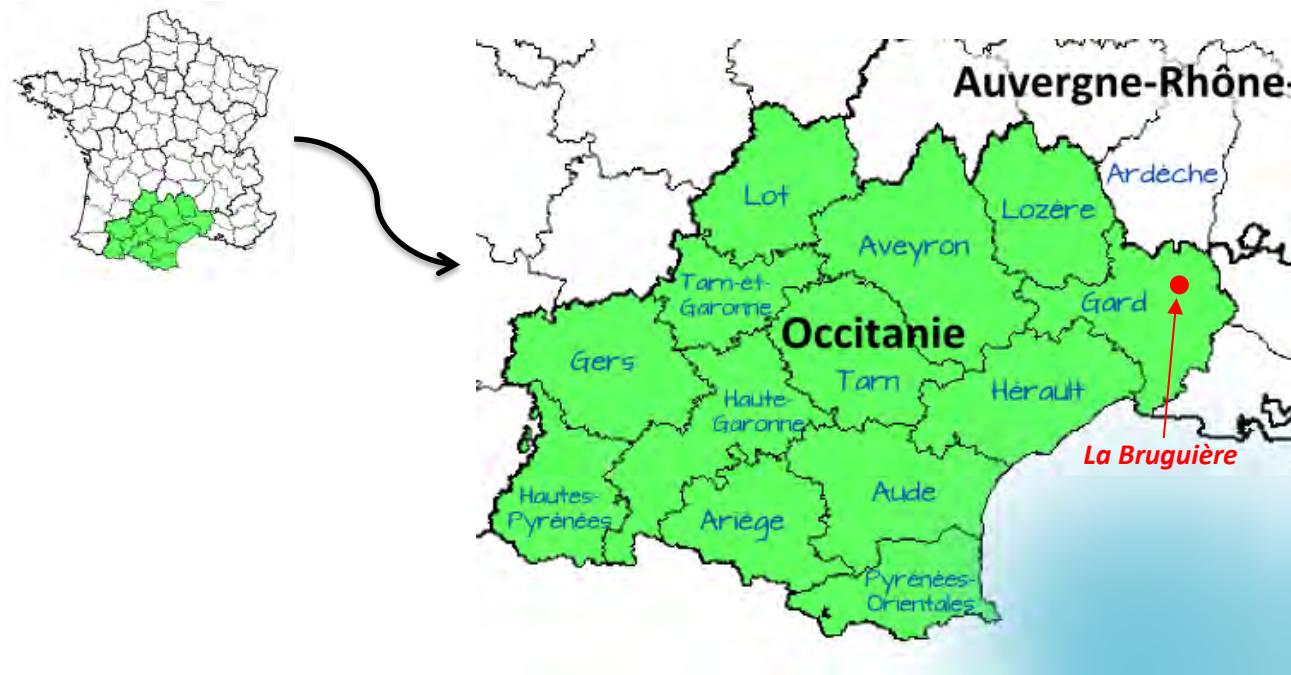 Auvergne-Rhône-
Ardèche
Lot
Lozère
Aveyron
Tarn-et-
Garonne
Gard
Occitanie
Gers
Tarn
Hérault
Haute-
Garonne
La Bruguière
Hautes-
Pyrénées
Ariège
Aude
Pyrénées-
Orientales